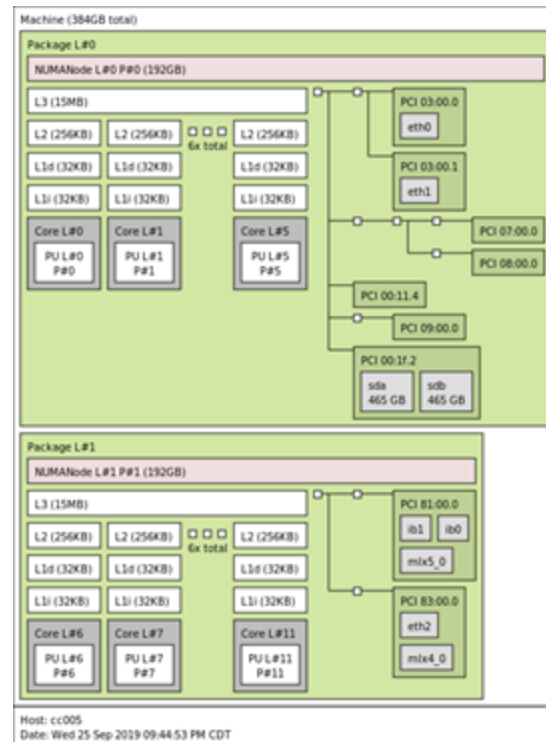 Machine (384GB total)
Package L#0
NUMANode L#0 P#0 (192GB)
L3 (15MB)
L2 (256KB) L2 (256KB) 6x total L2 (256KB)
L1d (32KB) L1d (32KB) L1d (32KB)
L1i (32KB) L1i (32KB) L1i (32KB)
Core L#0
PU L#0
P#0
Core L#1
PU L#1
P#1
Core L#5
PU L#5
P#5
PCI 03:00.0
eth0
PCI 03:00.1
eth1
PCI 07:00.0
PCI 08:00.0
PCI 00:11.4
PCI 09:00.0
PCI 00:1f.2
sda
465 GB
sdb
465 GB
Package L#1
NUMANode L#1 P#1 (192GB)
L3 (15MB)
L2 (256KB) L2 (256KB) 6x total L2 (256KB)
L1d (32KB) L1d (32KB) L1d (32KB)
L1i (32KB) L1i (32KB) L1i (32KB)
Core L#6
PU L#6
P#6
Core L#7
PU L#7
P#7
Core L#11
PU L#11
P#11
PCI 81:00.0
ib1 ib0
mlx5_0
PCI 83:00.0
eth2
mlx4_0
Host: cc005
Date: Wed 25 Sep 2019 09:44:53 PM CDT